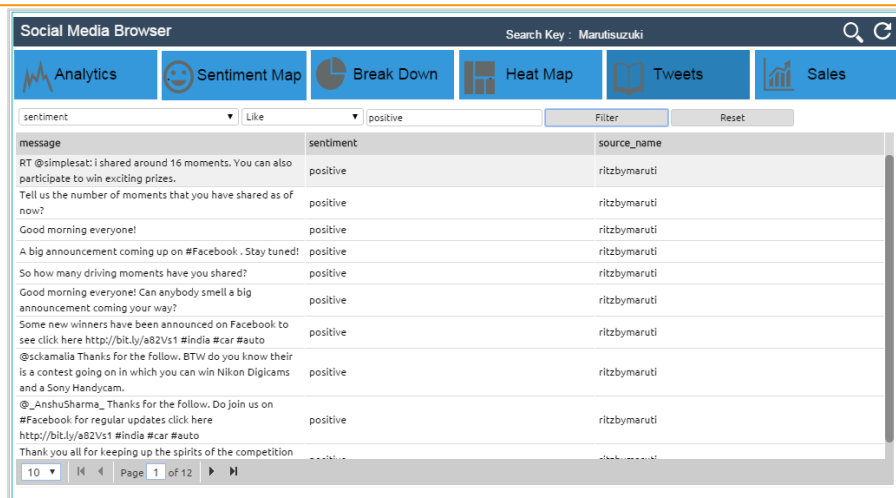 Social Media Browser Search Key : Marutisuzuki
Analytics Sentiment Map Break Down Heat Map Tweets Sales
sentiment Like positive Filter Reset
message sentiment source_name
RT @simplesat: i shared around 16 moments. You can also
participate to win exciting prizes.
positive ritzbymaruti
Tell us the number of moments that you have shared as of
now?
positive ritzbymaruti
Good morning everyone! positive ritzbymaruti
A big announcement coming up on #Facebook . Stay tuned! positive ritzbymaruti
So how many driving moments have you shared? positive ritzbymaruti
Good morning everyone! Can anybody smell a big
announcement coming your way?
positive ritzbymaruti
Some new winners have been announced on Facebook to
see click here http://bit.ly/a82Vs1 #india #car #auto
positive ritzbymaruti
@sckamalia Thanks for the follow. BTW do you know their
is a contest going on in which you can win Nikon Digicams
and a Sony Handycam.
positive ritzbymaruti
@_AnshuSharma_ Thanks for the follow. Do join us on
#Facebook for regular updates click here
http://bit.ly/a82Vs1 #india #car #auto
positive ritzbymaruti
Thank you all for keeping up the spirits of the competition
10 Page 1 of 12